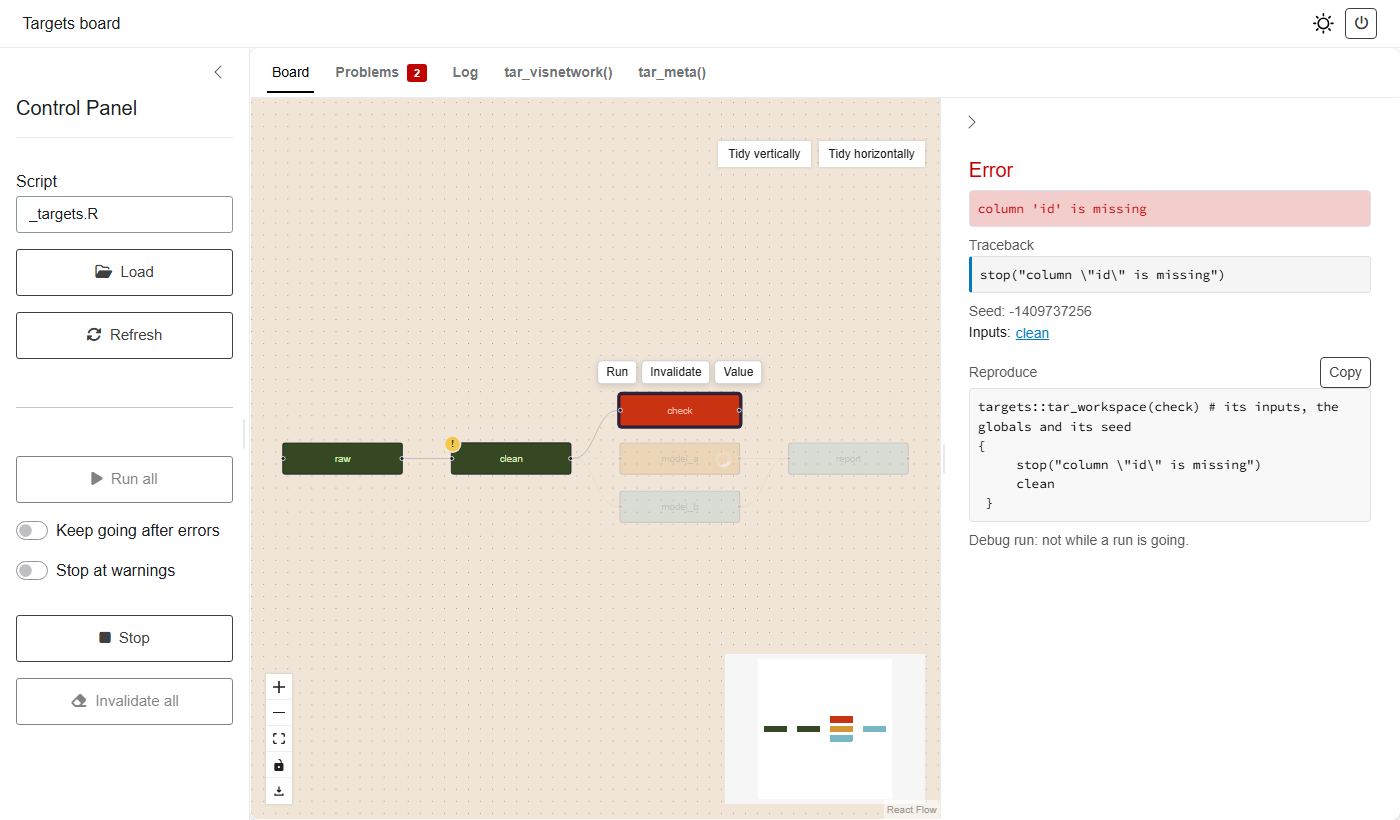 Targets board
Board
Problems 2
Log
tar_visnetwork()
tar_meta()
Control Panel
Script
_targets.R
Load
Refresh
Run all
Keep going after errors
Stop at warnings
Stop
Invalidate all
Tidy vertically
Tidy horizontally
Run
Invalidate
Value
check
raw
!
clean
model_a
report
model_b
React Flow
Error
column 'id' is missing
Traceback
stop("column \"id\" is missing")
Seed: -1409737256
Inputs: clean
Reproduce
Copy
targets::tar_workspace(check) # its inputs, the
globals and its seed
{
stop("column \"id\" is missing")
clean
}
Debug run: not while a run is going.